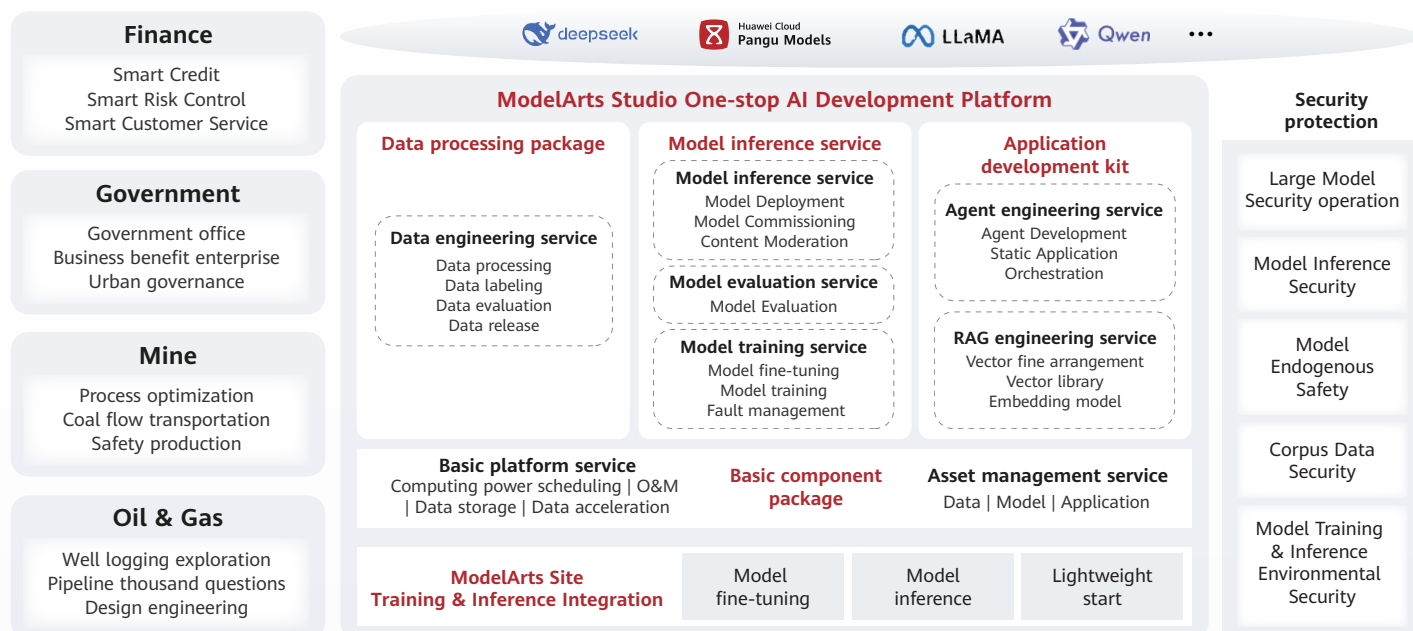 Finance
Smart Credit
Smart Risk Control
Smart Customer Service
Government
Government office
Business benefit enterprise
Urban governance
Mine
Process optimization
Coal flow transportation
Safety production
Oil & Gas
Well logging exploration
Pipeline thousand questions
Design engineering
deepseek
Huawei Cloud
Pangu Models
LLaMA
Qwen
•••
ModelArts Studio One-stop AI Development Platform
Data processing package
Data engineering service
Data processing
Data labeling
Data evaluation
Data release
Model inference service
Model inference service
Model Deployment
Model Commissioning
Content Moderation
Model evaluation service
Model Evaluation
Model training service
Model fine-tuning
Model training
Fault management
Application
development kit
Agent engineering service
Agent Development
Static Application
Orchestration
RAG engineering service
Vector fine arrangement
Vector library
Embedding model
Basic platform service
Computing power scheduling | O&M
| Data storage | Data acceleration
Basic component
package
Asset management service
Data | Model | Application
ModelArts Site
Training & Inference Integration
Model
fine-tuning
Model
inference
Lightweight
start
Security
protection
Large Model
Security operation
Model Inference
Security
Model
Endogenous
Safety
Corpus Data
Security
Model Training
& Inference
Environmental
Security